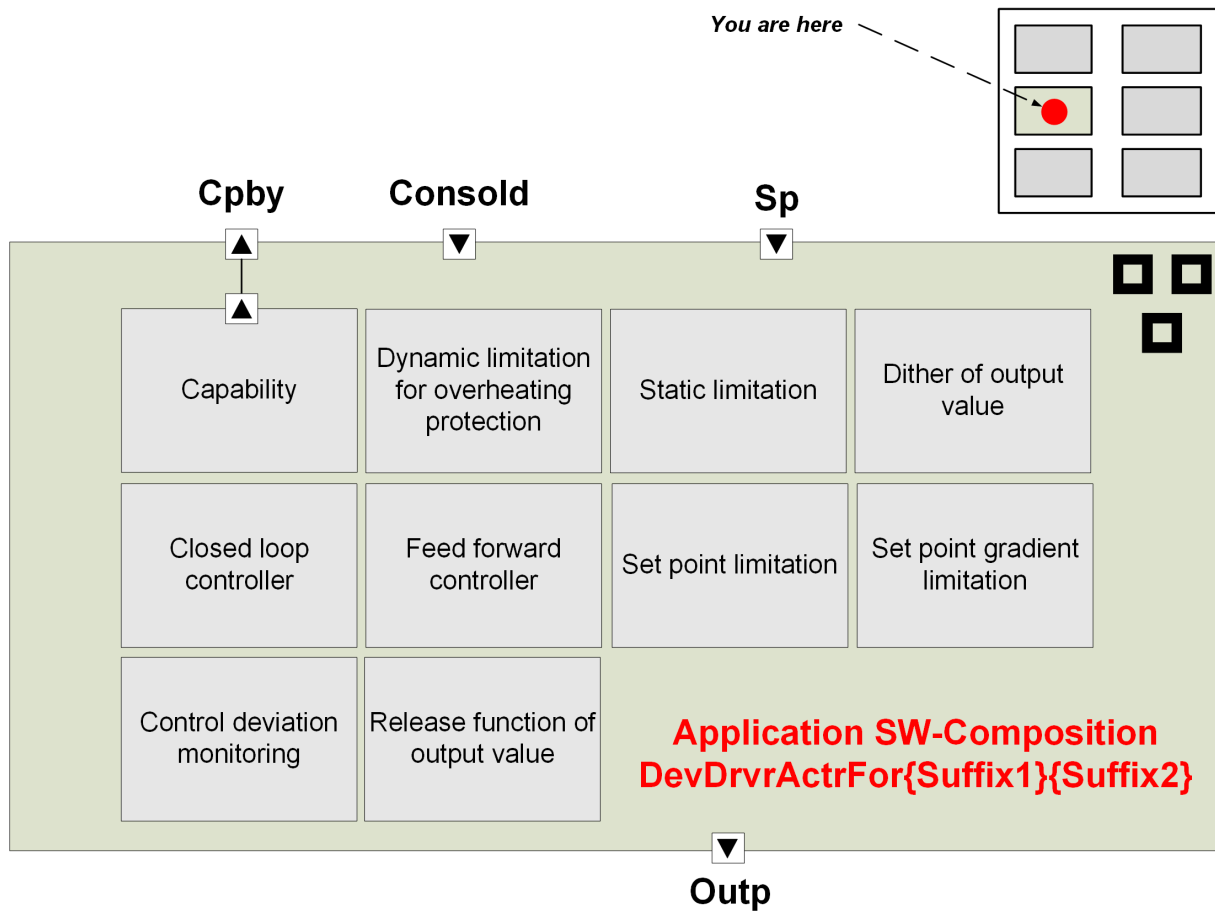 You are here
Cpby
Consold
Sp
Capability
Dynamic limitation
for overheating
protection
Static limitation
Dither of output
value
Closed loop
controller
Feed forward
controller
Set point limitation
Set point gradient
limitation
Control deviation
monitoring
Release function of
output value
Application SW-Composition
DevDrvrActrFor{Suffix1}{Suffix2}
Outp